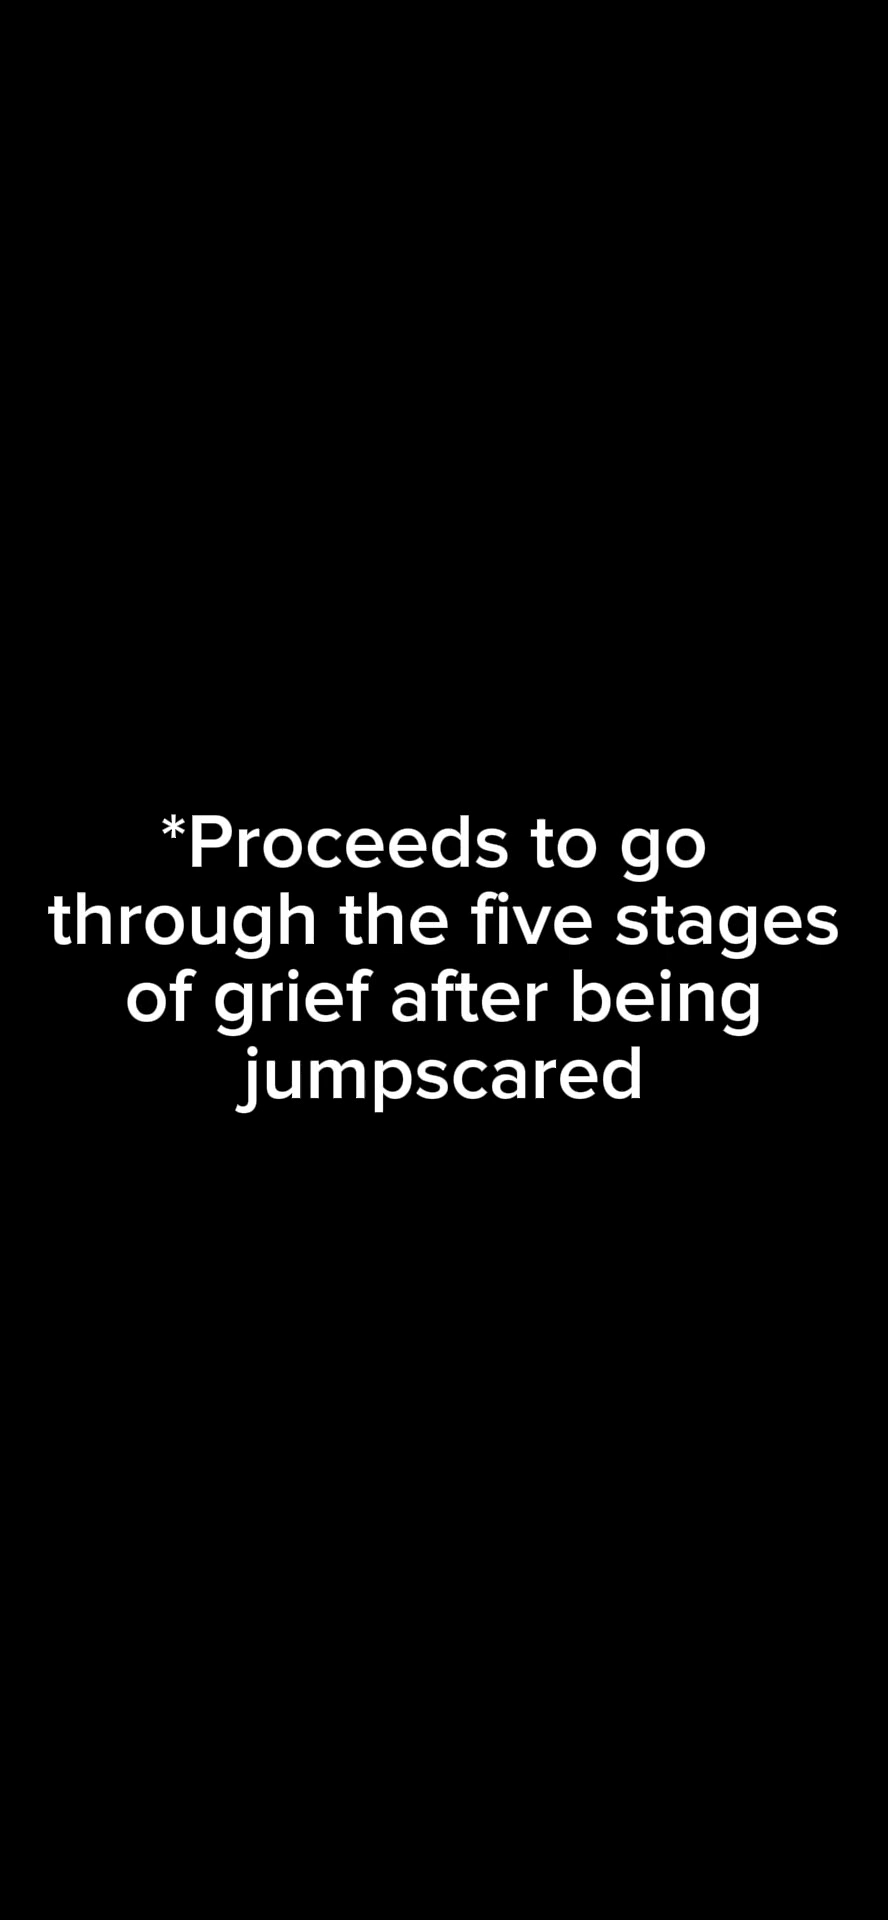 *Proceeds to go
through the five stages
of grief after being
jumpscared